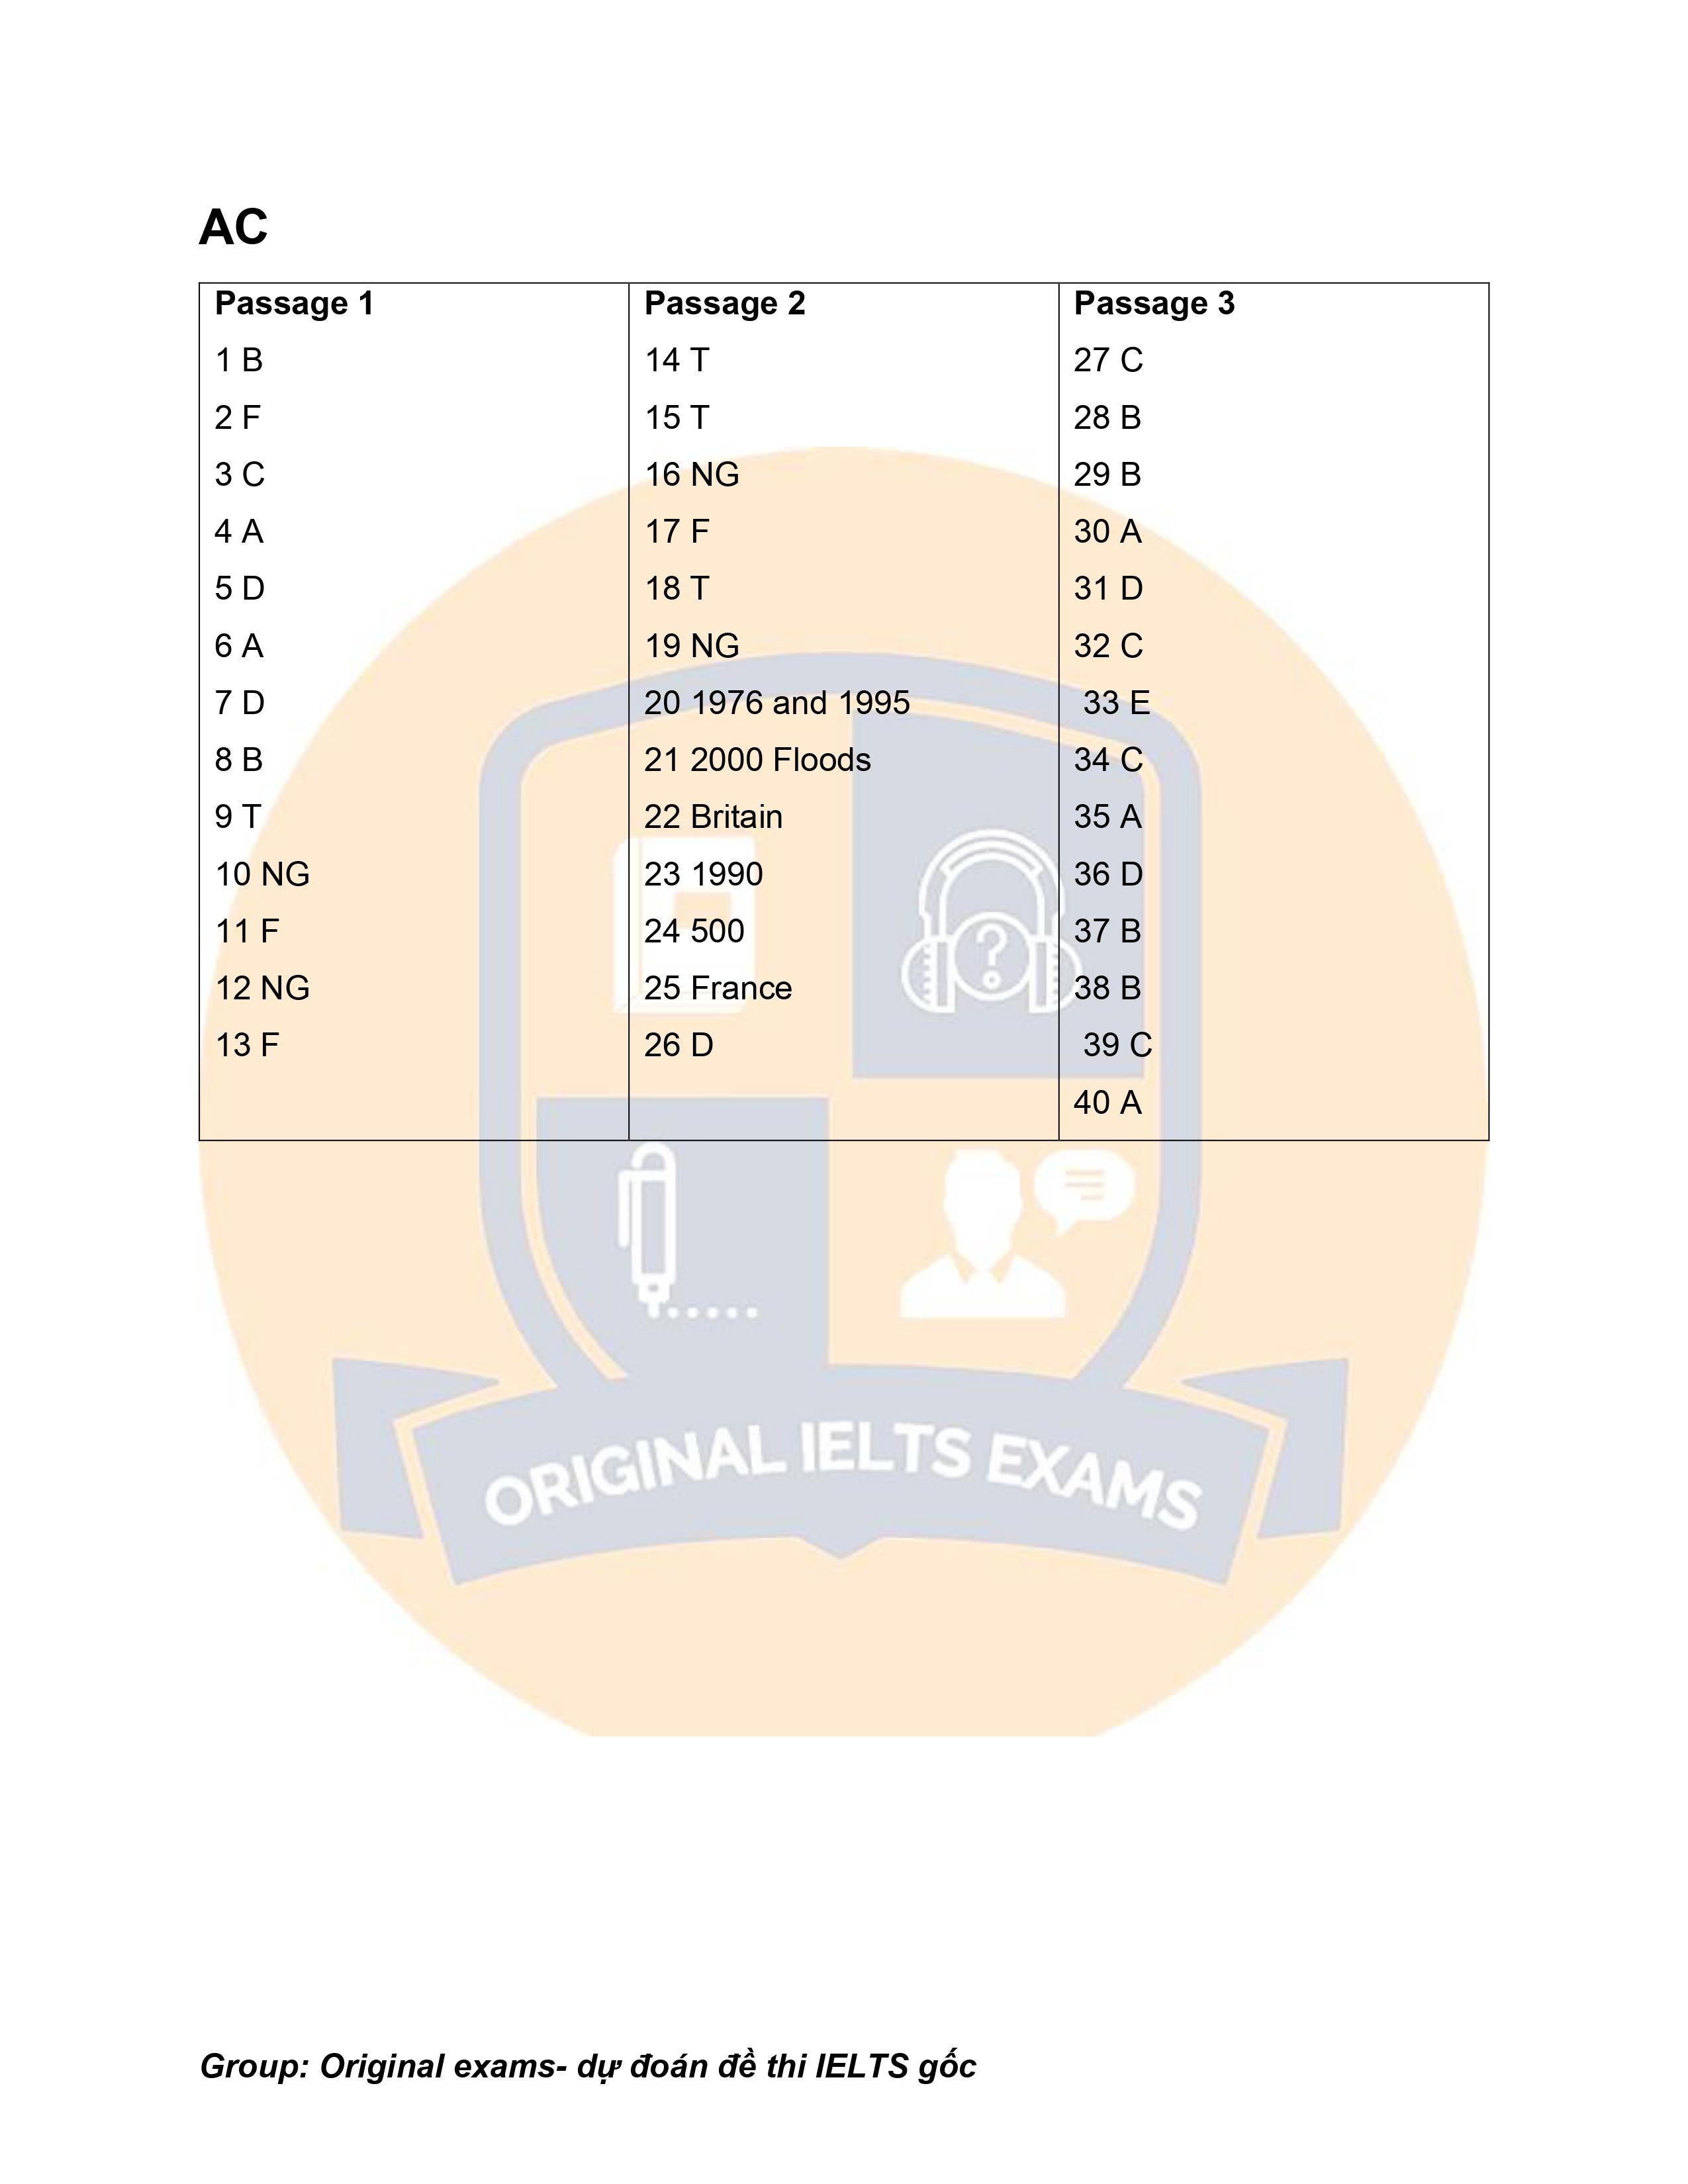 AC
Passage 1
1 B
2 F
3 C
4 A
5 D
6 A
7 D
8 B
9 T
10 NG
11 F
12 NG
13 F
Passage 2
14 T
15 T
16 NG
17 F
18 T
19 NG
20 1976 and 1995
21 2000 Floods
22 Britain
23 1990
24 500
25 France
26 D
Passage 3
27 C
28 B
29 B
30 A
31 D
32 C
33 E
34 C
35 A
36 D
37 B
38 B
39 C
40 A
?
ORIGINAL IELTS EXAMS
Group: Original exams- dự đoán đề thi IELTS gốc